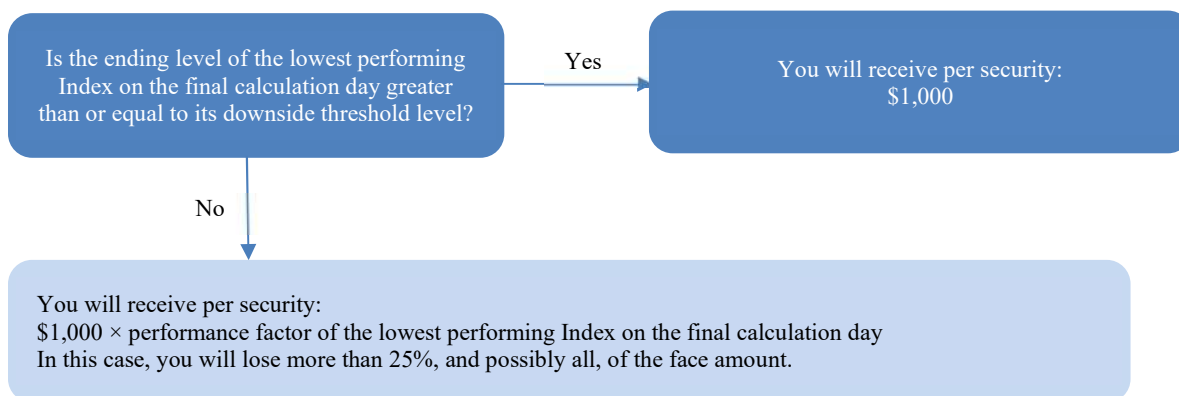 Is the ending level of the lowest performing
Index on the final calculation day greater
than or equal to its downside threshold level?
Yes
You will receive per security:
$1,000
No
You will receive per security:
$1,000 × performance factor of the lowest performing Index on the final calculation day
In this case, you will lose more than 25%, and possibly all, of the face amount.